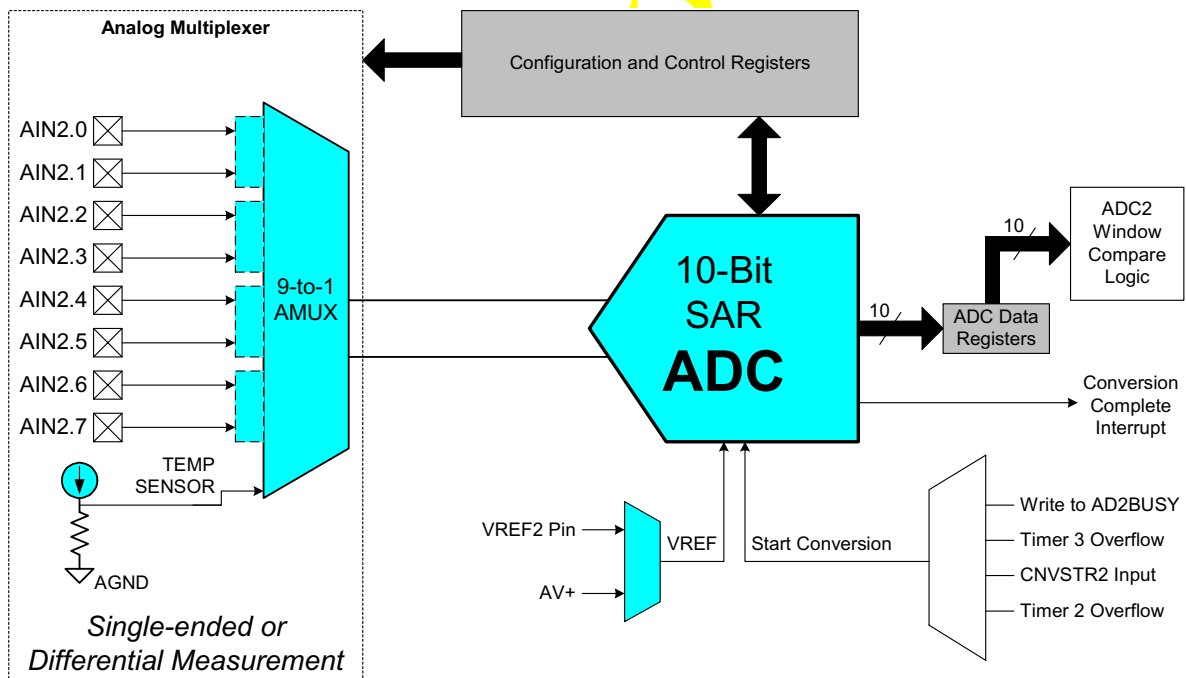 Analog Multiplexer
Configuration and Control Registers
AIN2.0
AIN2.1
AIN2.2
AIN2.3
AIN2.4
AIN2.5
AIN2.6
AIN2.7
9-to-1
AMUX
TEMP
SENSOR
AGND
Single-ended or
Differential Measurement
10-Bit
SAR
ADC
10
ADC Data
Registers
10
ADC2
Window
Compare
Logic
Conversion
Complete
Interrupt
VREF2 Pin
AV+
VREF
Start Conversion
Write to AD2BUSY
Timer 3 Overflow
CNVSTR2 Input
Timer 2 Overflow